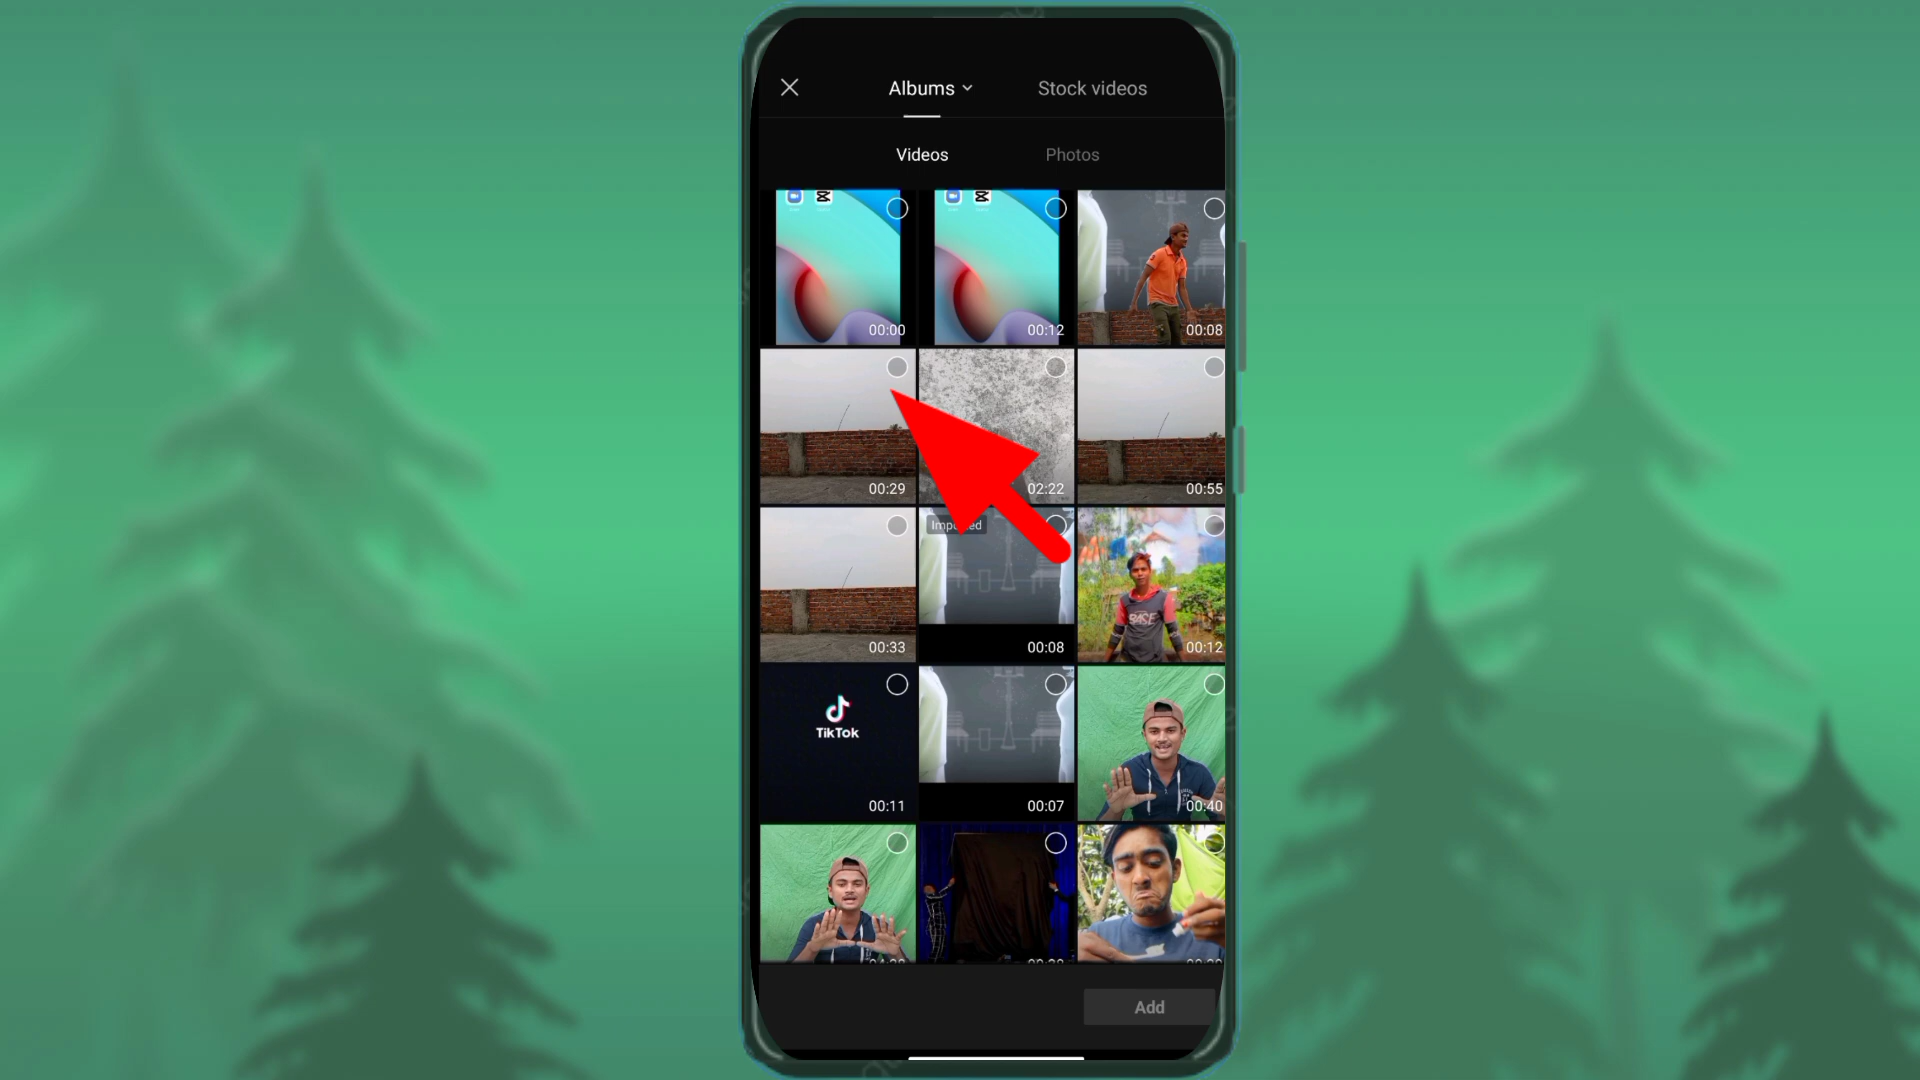 Albums
Stock videos
Videos
Photos
00:00
00:12
00:08
00:29
02:22
00:55
00:33
00:08
BASE
00:12
TikTok
00:11
00:07
00:40
Add